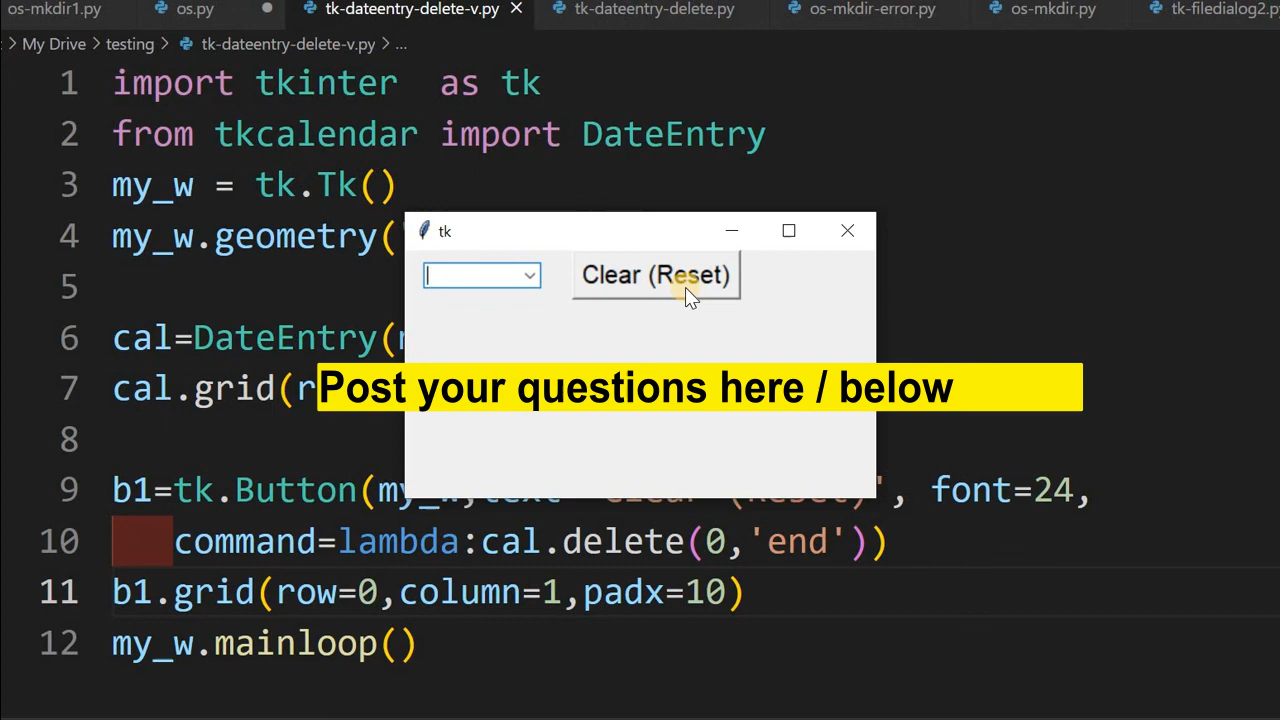 os-mkdir1.py os.py tk-dateentry-delete-v.py tk-dateentry-delete.py os-mkdir-error.py os-mkdir.py tk-filedialog2.py
> My Drive > testing > tk-dateentry-delete-v.py > ...
1 import tkinter as tk
2 from tkcalendar import DateEntry
3 my_w = tk.Tk()
4 my_w.geometry(
tk
5
Clear (Reset)
6 cal=DateEntry(
7 cal.grid(r
Post your questions here / below
8
9 b1=tk.Button(my_w,text 'Clear (Reset)', font=24,
10 command=lambda:cal.delete(0,'end'))
11 b1.grid(row=0,column=1,padx=10)
12 my_w.mainloop()